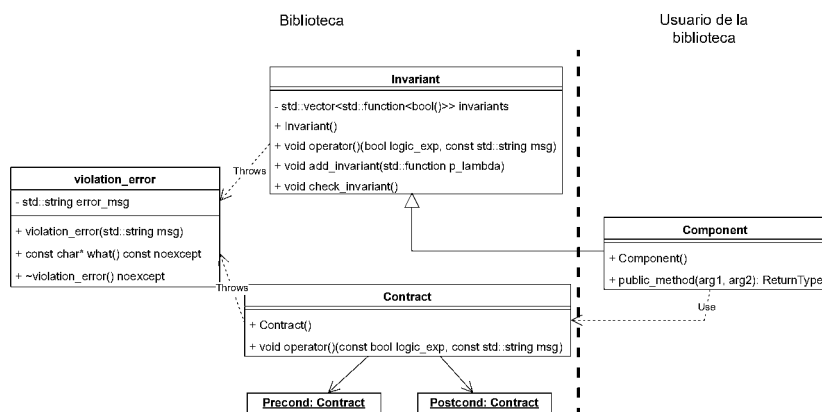 Biblioteca
Usuario de la
biblioteca
Invariant
- std::vector<std::function<bool()>> invariants
+ Invariant()
+ void operator()(bool logic_exp, const std::string msg)
+ void add_invariant(std::function p_lambda)
+ void check_invariant()
Throws
violation_error
- std::string error_msg
+ violation_error(std::string msg)
+ const char* what() const noexcept
+ ~violation_error() noexcept
Throws
Component
+ Component()
+ public_method(arg1, arg2): ReturnType
Use
Contract
+ Contract()
+ void operator()(const bool logic_exp, const std::string msg)
Precond: Contract
Postcond: Contract